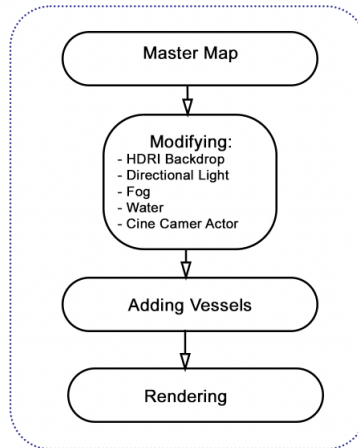 Master Map
Modifying:
- HDRI Backdrop
- Directional Light
- Fog
- Water
- Cine Camer Actor
Adding Vessels
Rendering